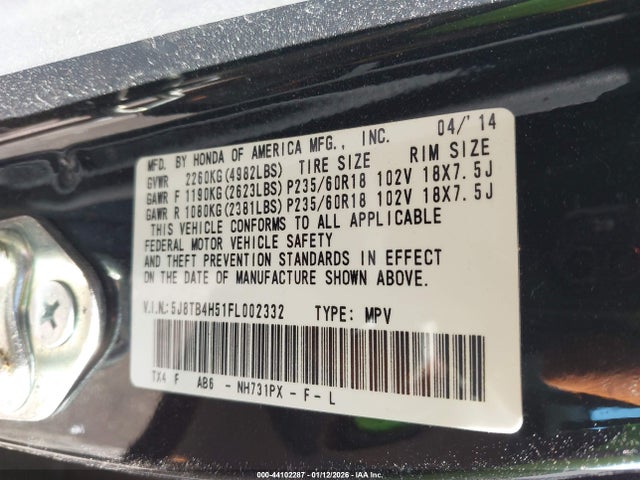 MFD. BY HONDA OF AMERICA MFG., INC. 04/'14
GVWR 2260KG(4982LBS) TIRE SIZE RIM SIZE
GAWR F 1190KG(2623LBS) P235/60R18 102V 18X7.5J
GAWR R 1080KG(2381LBS) P235/60R18 102V 18X7.5J
THIS VEHICLE CONFORMS TO ALL APPLICABLE
FEDERAL MOTOR VEHICLE SAFETY
AND THEFT PREVENTION STANDARDS IN EFFECT
ON THE DATE OF MANUFACTURE SHOWN ABOVE.
V.I.N.: 5J8TB4H51FL002332 TYPE: MPV
TX4 F AB6 - NH731PX - F - L
000-44102287 - 01/12/2026 - IAA Inc.